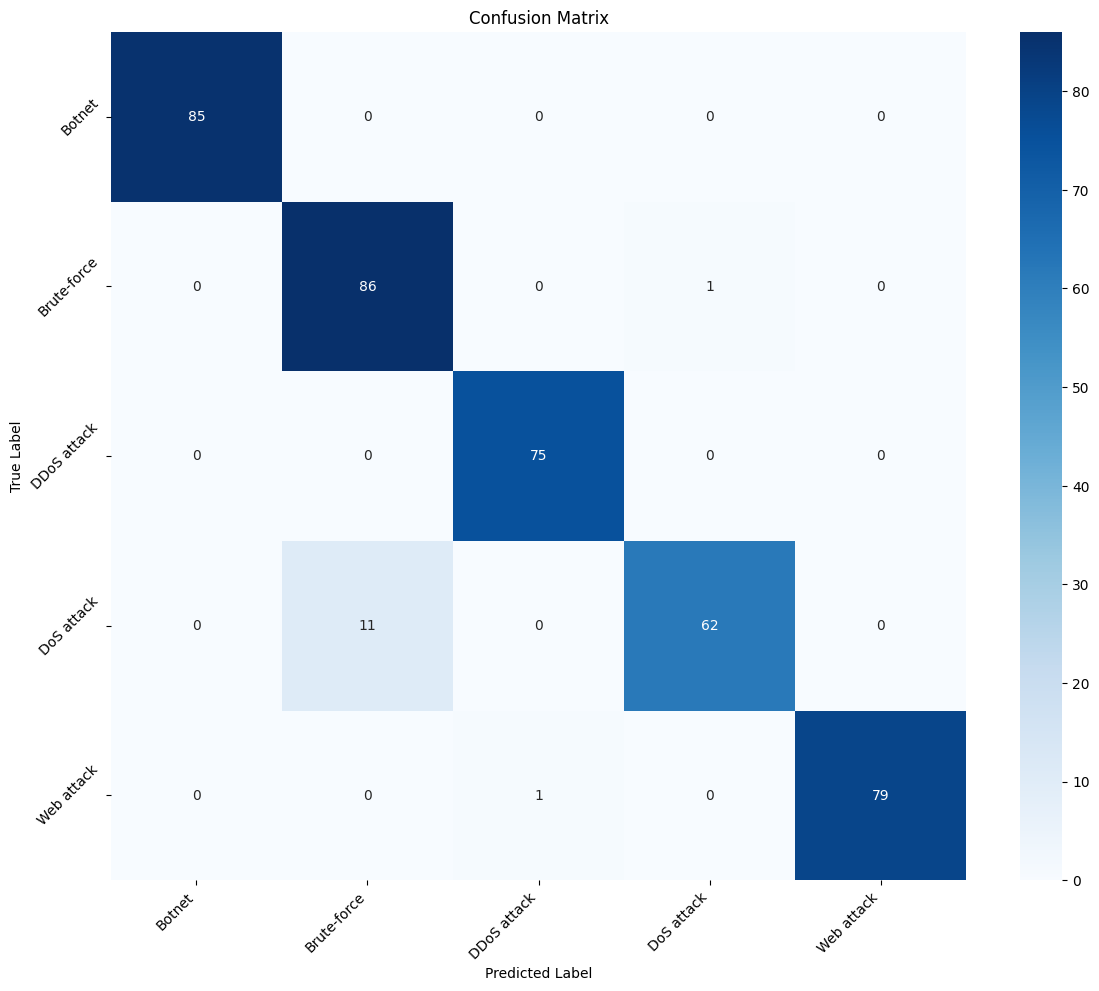 Confusion Matrix
True Label
Botnet
85 0 0 0 0
Brute-force
0 86 0 1 0
DDoS attack
0 0 75 0 0
DoS attack
0 11 0 62 0
Web attack
0 0 1 0 79
Botnet
Brute-force
DDoS attack
DoS attack
Web attack
Predicted Label
80
70
60
50
40
30
20
10
0